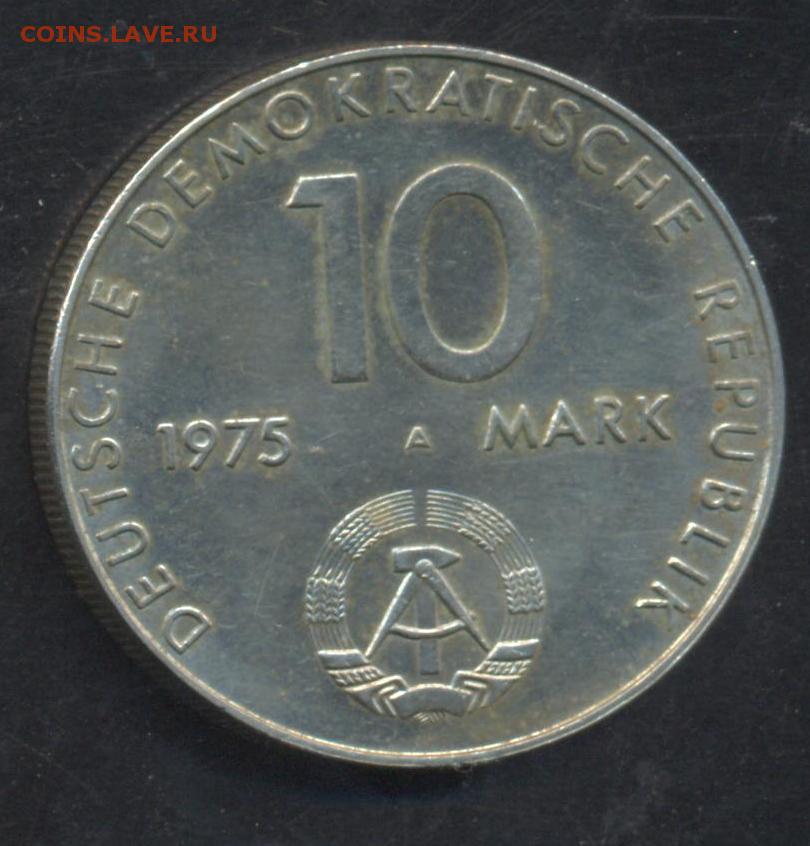 COINS.LAVE.RU
DEUTSCHE DEMOKRATISCHE REPUBLIK
10
1975 A MARK